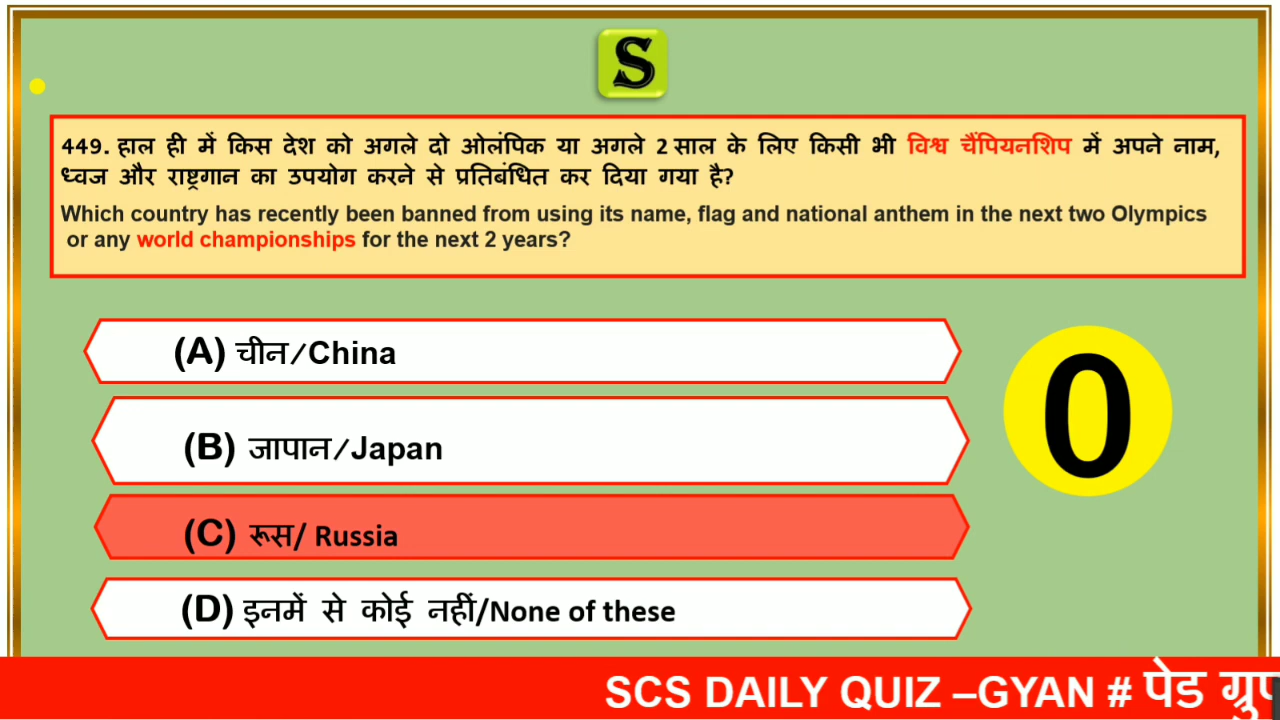 S
449. हाल ही में किस देश को अगले दो ओलंपिक या अगले 2 साल के लिए किसी भी विश्व चैंपियनशिप में अपने नाम,
ध्वज और राष्ट्रगान का उपयोग करने से प्रतिबंधित कर दिया गया है?
Which country has recently been banned from using its name, flag and national anthem in the next two Olympics
or any world championships for the next 2 years?
(A) चीन/China
(B) जापान/Japan
(C) रूस/ Russia
(D) इनमें से कोई नहीं/None of these
0
SCS DAILY QUIZ –GYAN # पेड ग्रुप